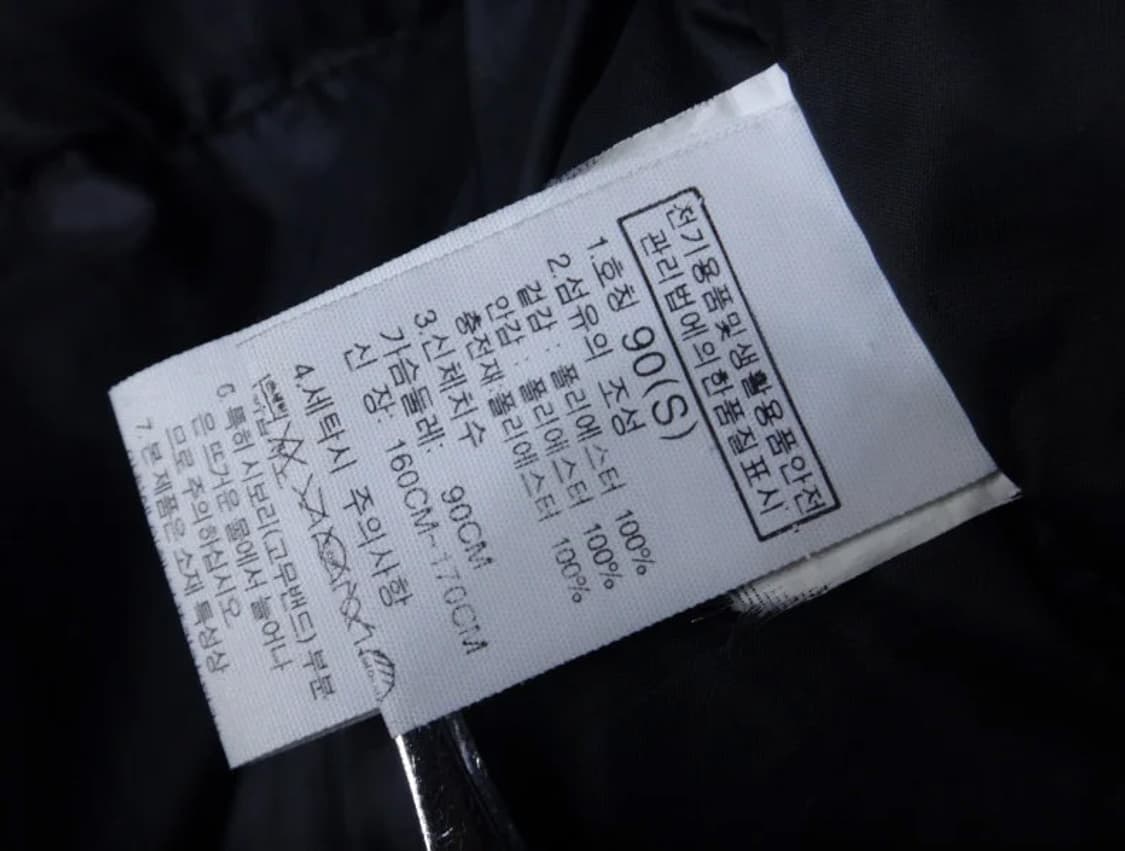 전기용품및생활용품안전
관리법에의한품질표시
1.호칭 90(S)
2.섬유의 조성
겉감 : 폴리에스터 100%
안감 : 폴리에스터 100%
충전재:폴리에스터 100%
3.신체치수
가슴둘레: 90CM
신 장: 160CM~170CM
4.세탁시 주의사항
6. 특히 시보리(고무밴드) 부분
은 뜨거운 물에서 늘어나
므로 주의하십시오
7.본 제품은 소재 특성상